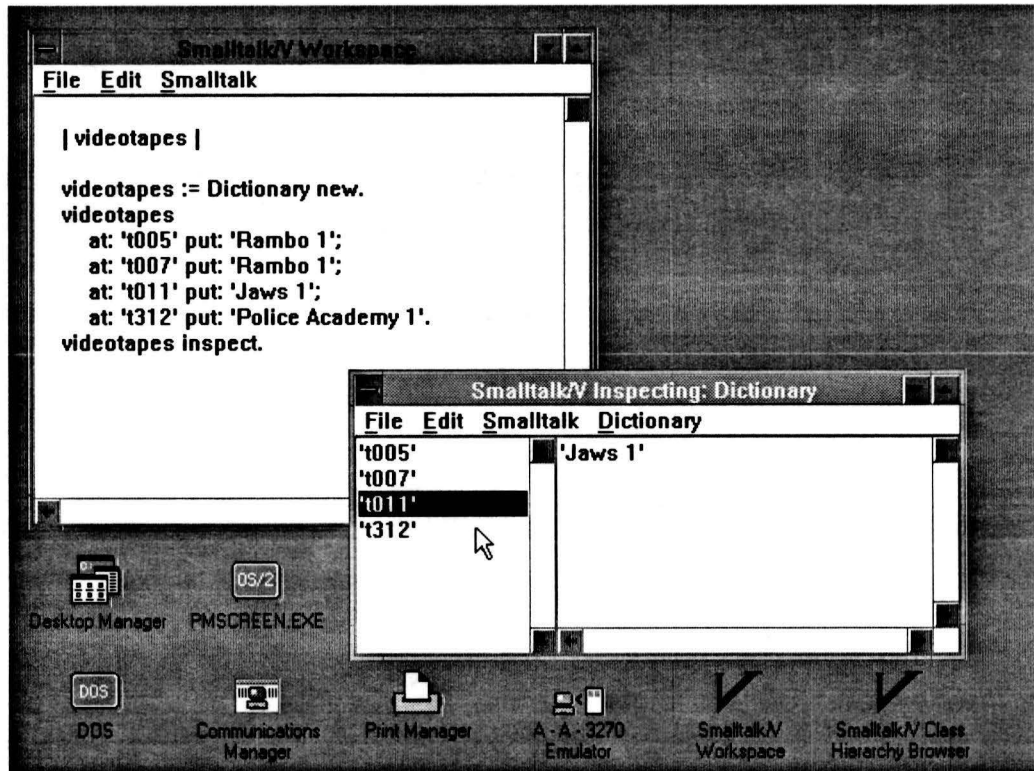 Smalltalk/V Workspace
File Edit Smalltalk
| videotapes |
videotapes := Dictionary new.
videotapes
at: 't005' put: 'Rambo 1';
at: 't007' put: 'Rambo 1';
at: 't011' put: 'Jaws 1';
at: 't312' put: 'Police Academy 1'.
videotapes inspect.
Smalltalk/V Inspecting: Dictionary
File Edit Smalltalk Dictionary
't005'
't007'
't011'
't312'
'Jaws 1'
Desktop Manager
OS/2
PMSCREEN.EXE
DOS
DOS
Communications
Manager
Print Manager
A - A - 3270
Emulator
Smalltalk/V
Workspace
Smalltalk/V Class
Hierarchy Browser